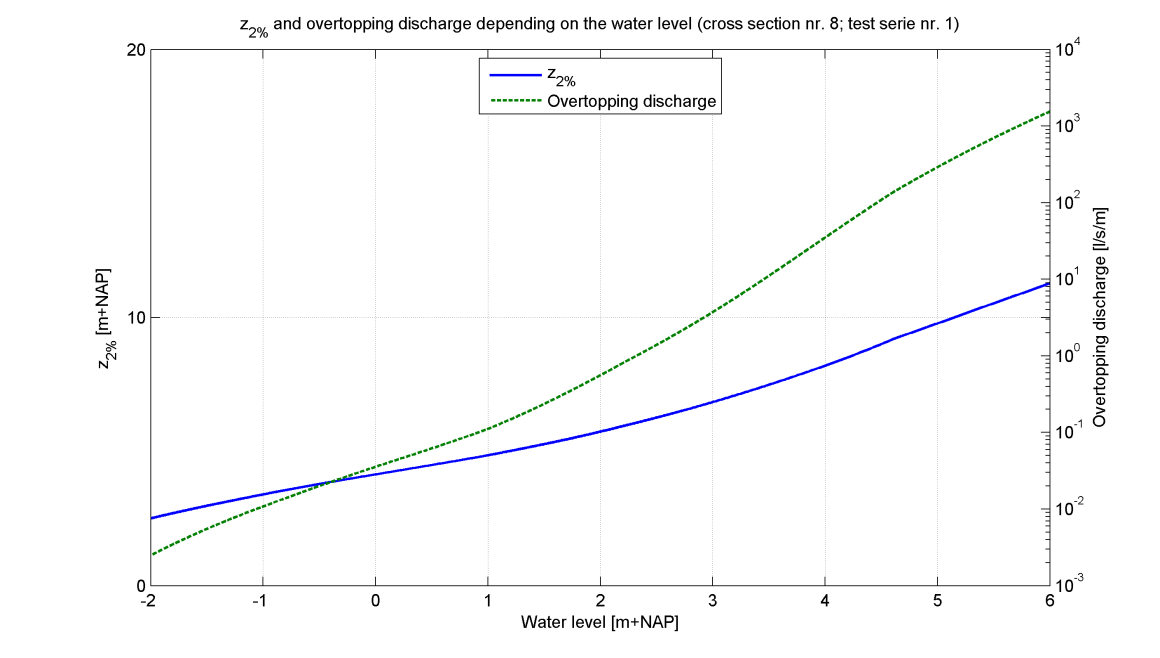 z2% and overtopping discharge depending on the water level (cross section nr. 8; test serie nr. 1)
z2%
Overtopping discharge
20
10
0
z2% [m+NAP]
-2 -1 0 1 2 3 4 5 6
Water level [m+NAP]
10^4
10^3
10^2
10^1
10^0
10^-1
10^-2
10^-3
Overtopping discharge [l/s/m]